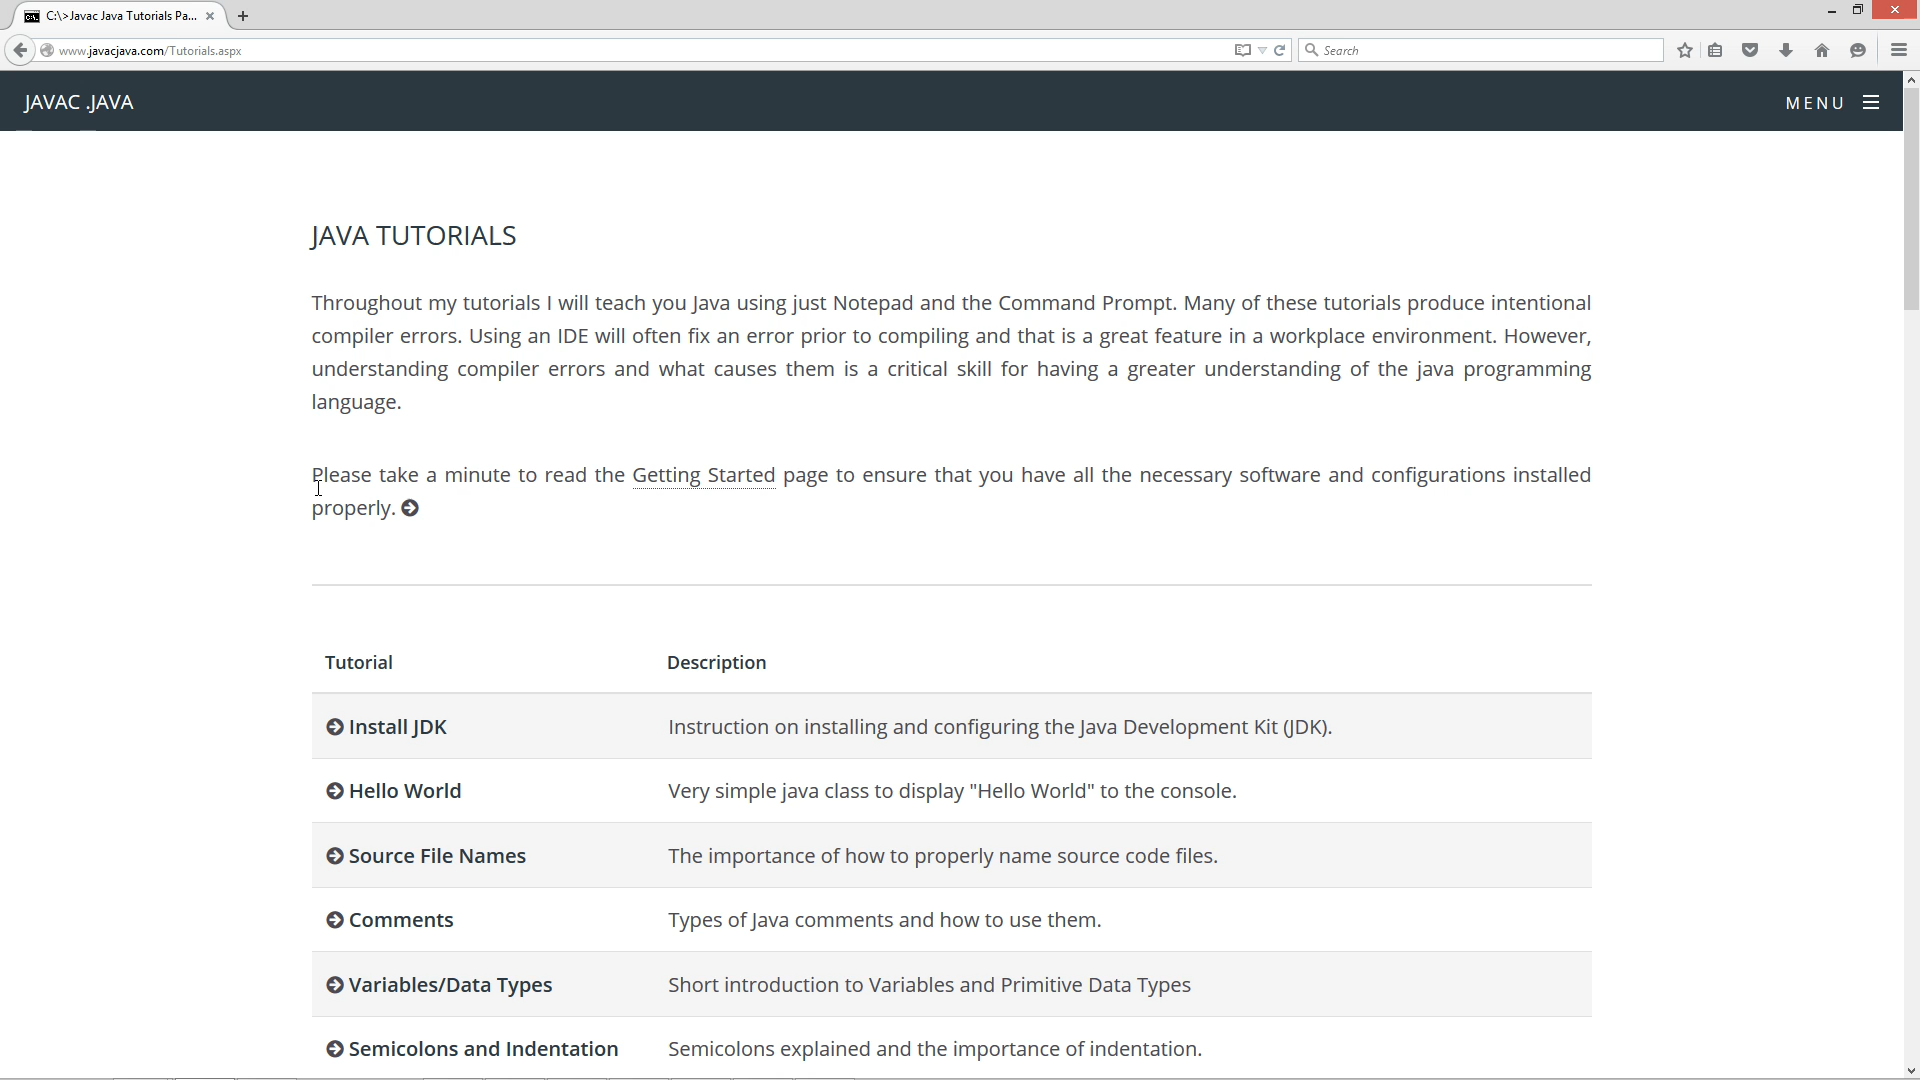 C:\>Javac Java Tutorials Pa...
www.javacjava.com/Tutorials.aspx
Search
JAVAC .JAVA
MENU
JAVA TUTORIALS
Throughout my tutorials I will teach you Java using just Notepad and the Command Prompt. Many of these tutorials produce intentional
compiler errors. Using an IDE will often fix an error prior to compiling and that is a great feature in a workplace environment. However,
understanding compiler errors and what causes them is a critical skill for having a greater understanding of the java programming
language.
Please take a minute to read the Getting Started page to ensure that you have all the necessary software and configurations installed
properly.
Tutorial Description
Install JDK Instruction on installing and configuring the Java Development Kit (JDK).
Hello World Very simple java class to display "Hello World" to the console.
Source File Names The importance of how to properly name source code files.
Comments Types of Java comments and how to use them.
Variables/Data Types Short introduction to Variables and Primitive Data Types
Semicolons and Indentation Semicolons explained and the importance of indentation.